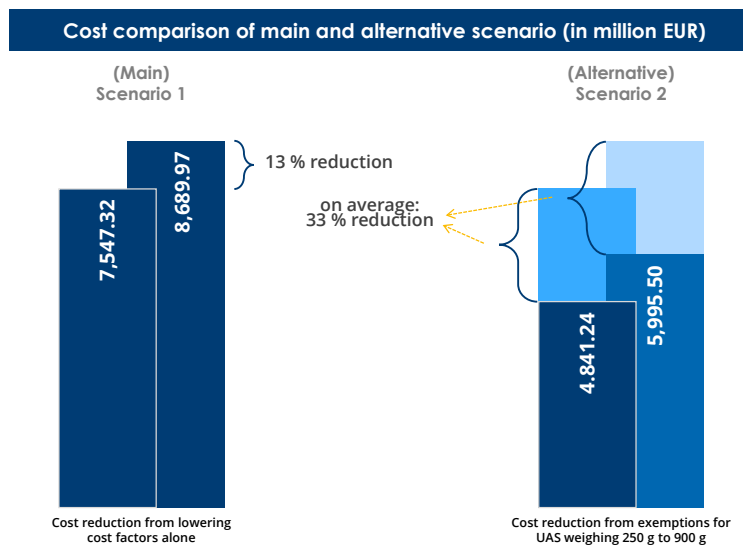 Cost comparison of main and alternative scenario (in million EUR)
(Main)
Scenario 1
(Alternative)
Scenario 2
7,547.32
8,689.97
13 % reduction
on average:
33 % reduction
4.841.24
5,995.50
Cost reduction from lowering
cost factors alone
Cost reduction from exemptions for
UAS weighing 250 g to 900 g